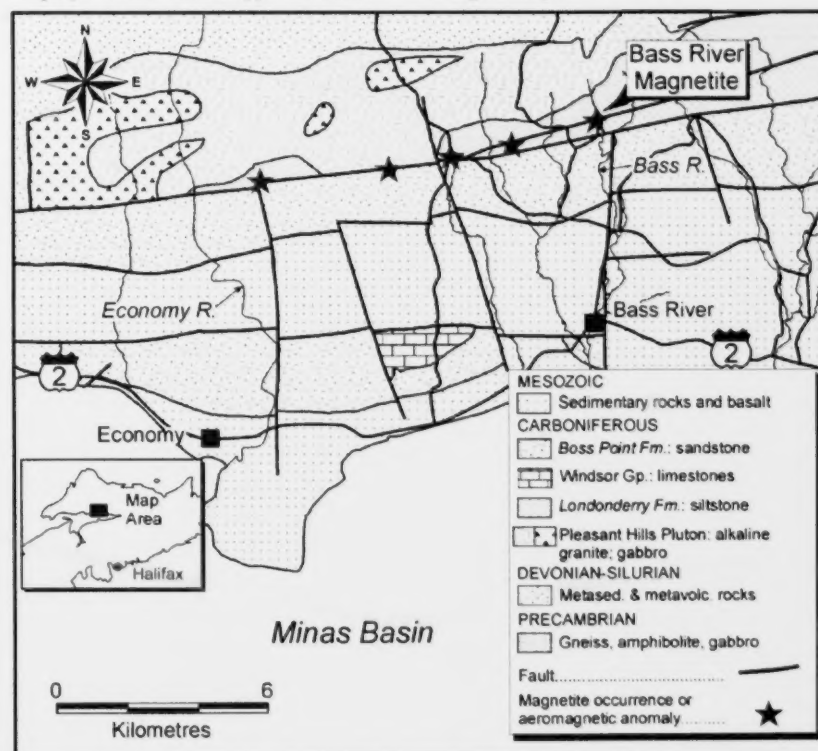 N
W E
S
Bass River
Magnetite
Bass R.
Economy R.
Bass River
2
2
Economy
Map
Area
Halifax
Minas Basin
0 6
Kilometres
MESOZOIC
Sedimentary rocks and basalt
CARBONIFEROUS
Boss Point Fm.: sandstone
Windsor Gp.: limestones
Londonderry Fm.: siltstone
Pleasant Hills Pluton: alkaline
granite; gabbro
DEVONIAN-SILURIAN
Metased. & metavolc. rocks
PRECAMBRIAN
Gneiss, amphibolite, gabbro
Fault
Magnetite occurrence or
aeromagnetic anomaly